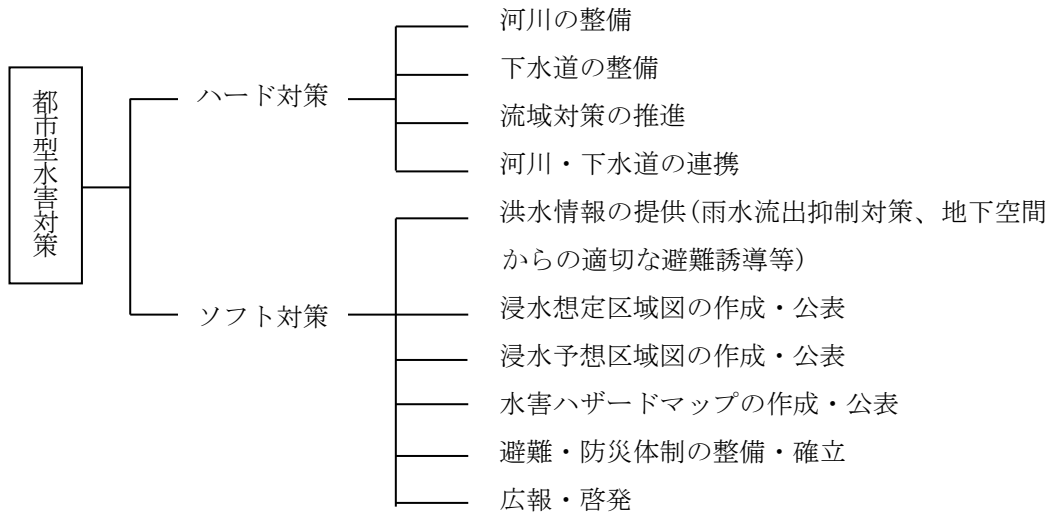 都市型水害対策
ハード対策
河川の整備
下水道の整備
流域対策の推進
河川・下水道の連携
ソフト対策
洪水情報の提供(雨水流出抑制対策、地下空間
からの適切な避難誘導等)
浸水想定区域図の作成・公表
浸水予想区域図の作成・公表
水害ハザードマップの作成・公表
避難・防災体制の整備・確立
広報・啓発